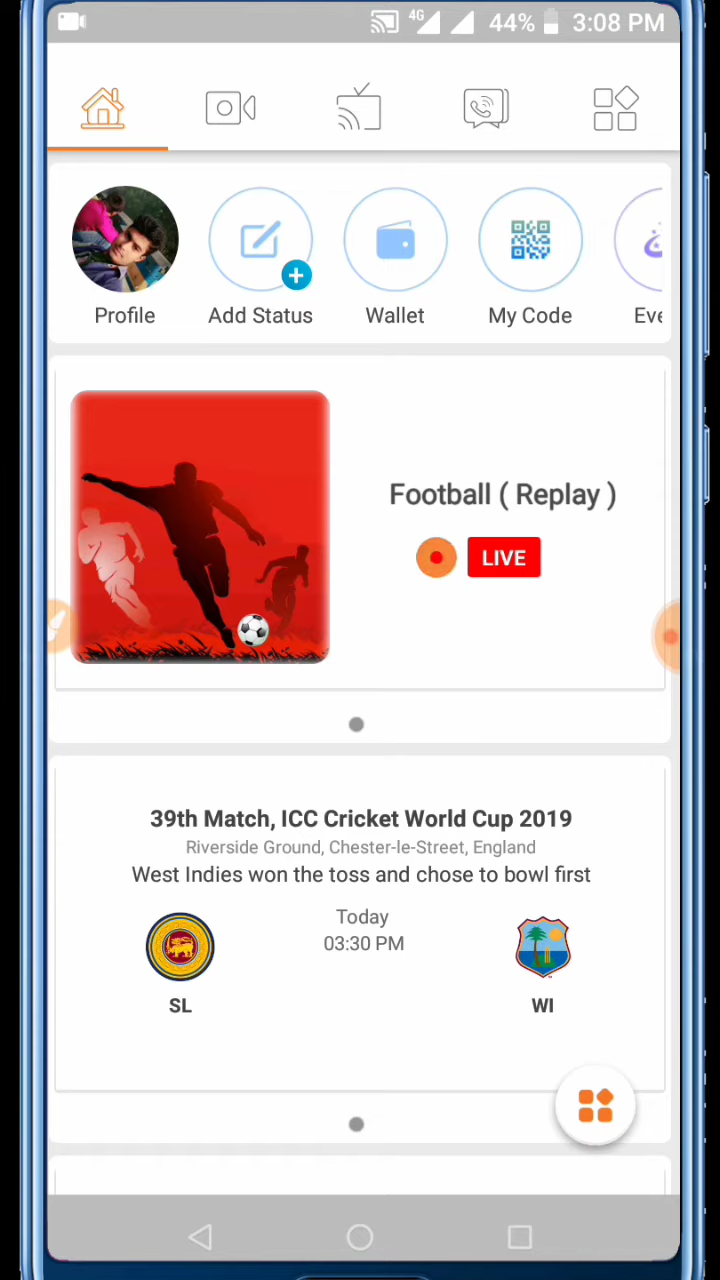 4G 44% 3:08 PM
Profile Add Status Wallet My Code Eve
Football ( Replay )
LIVE
39th Match, ICC Cricket World Cup 2019
Riverside Ground, Chester-le-Street, England
West Indies won the toss and chose to bowl first
Today
03:30 PM
SL WI